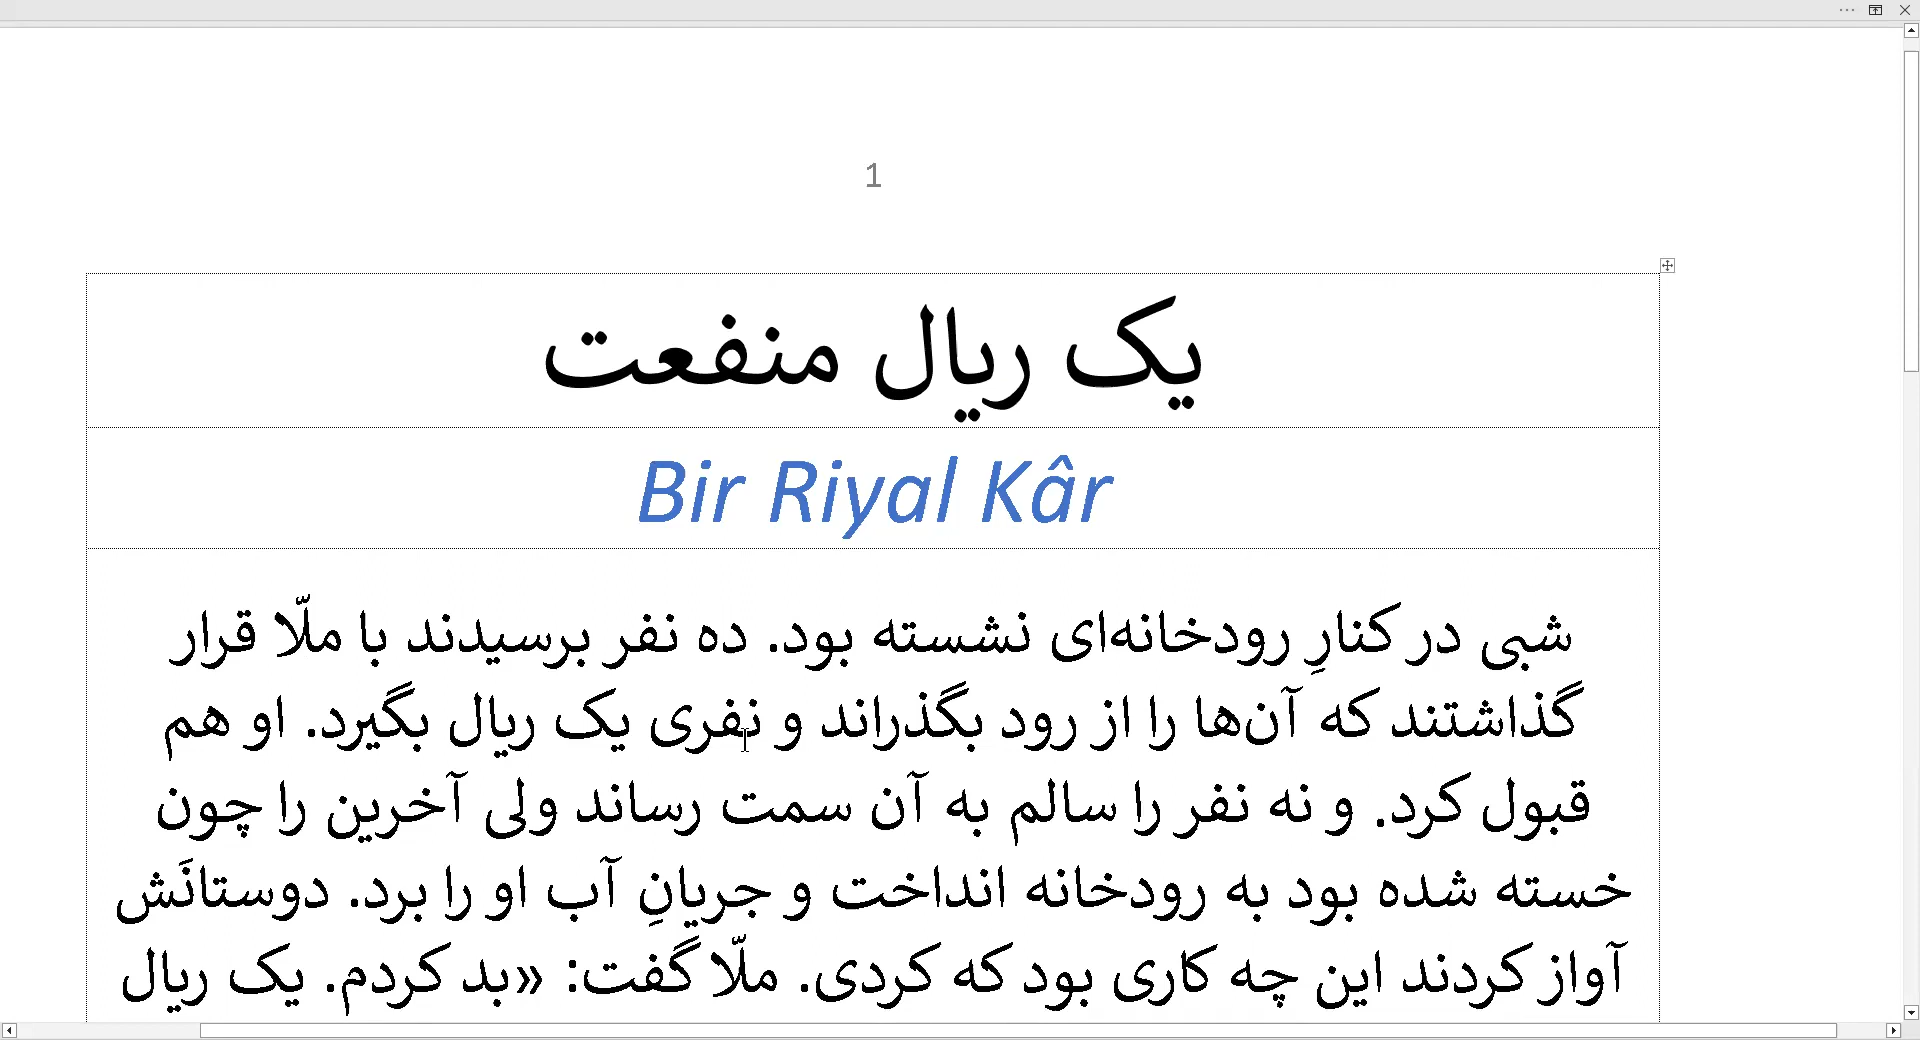 1
یک ریال منفعت
Bir Riyal Kâr
شبی در کنارِ رودخانه‌ای نشسته بود. ده نفر برسیدند با ملّا قرار
گذاشتند که آن‌ها را از رود بگذراند و نفری یک ریال بگیرد. او هم
قبول کرد. و نه نفر را سالم به آن سمت رساند ولی آخرین را چون
خسته شده بود به رودخانه انداخت و جریانِ آب او را برد. دوستانَش
آواز کردند این چه کاری بود که کردی. ملّا گفت: «بد کردم. یک ریال